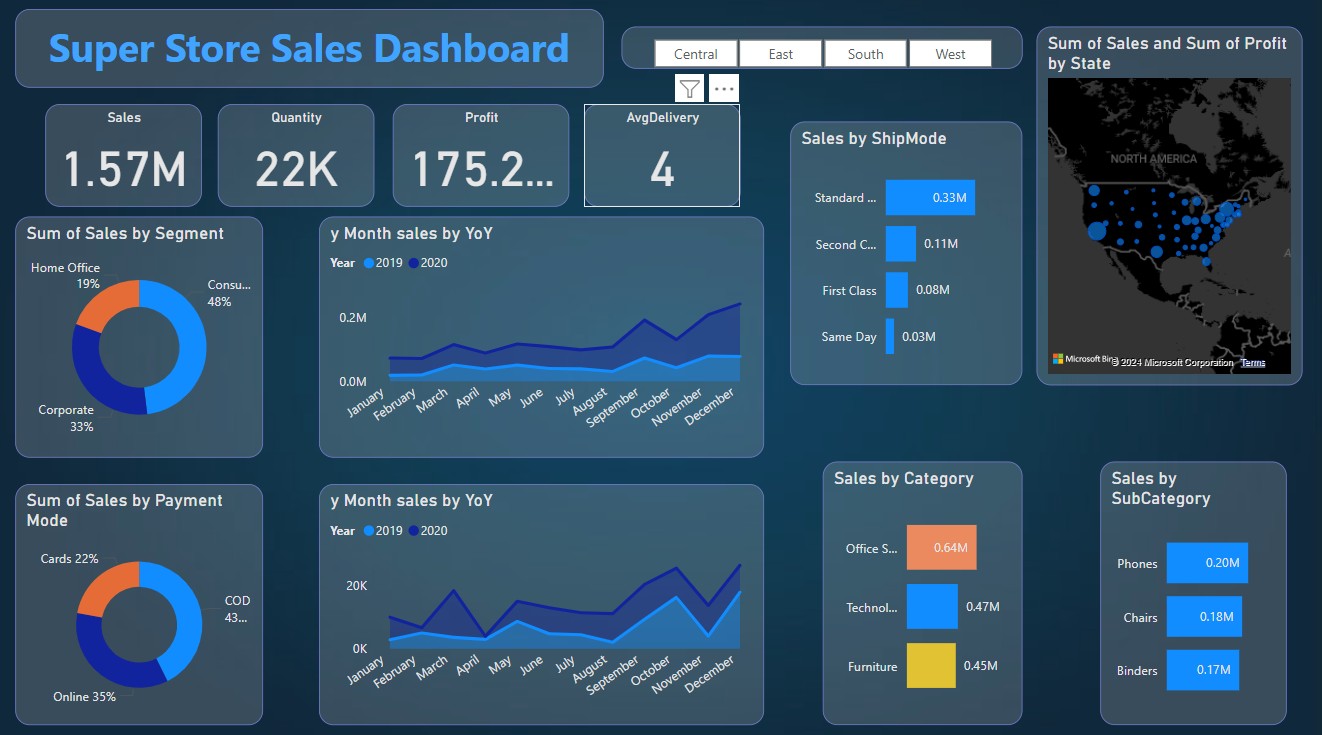 Super Store Sales Dashboard
Central East South West
Sum of Sales and Sum of Profit
by State
NORTH AMERICA
Microsoft Bing
© 2024 Microsoft Corporation Terms
Sales
1.57M
Quantity
22K
Profit
175.2...
AvgDelivery
4
Sales by ShipMode
Standard ... 0.33M
Second C... 0.11M
First Class 0.08M
Same Day 0.03M
Sum of Sales by Segment
Home Office
19%
Consu...
48%
Corporate
33%
y Month sales by YoY
Year 2019 2020
0.2M
0.0M
January February March April May June July August September October November December
Sum of Sales by Payment
Mode
Cards 22%
COD
43...
Online 35%
y Month sales by YoY
Year 2019 2020
20K
0K
January February March April May June July August September October November December
Sales by Category
Office S... 0.64M
Technol... 0.47M
Furniture 0.45M
Sales by
SubCategory
Phones 0.20M
Chairs 0.18M
Binders 0.17M